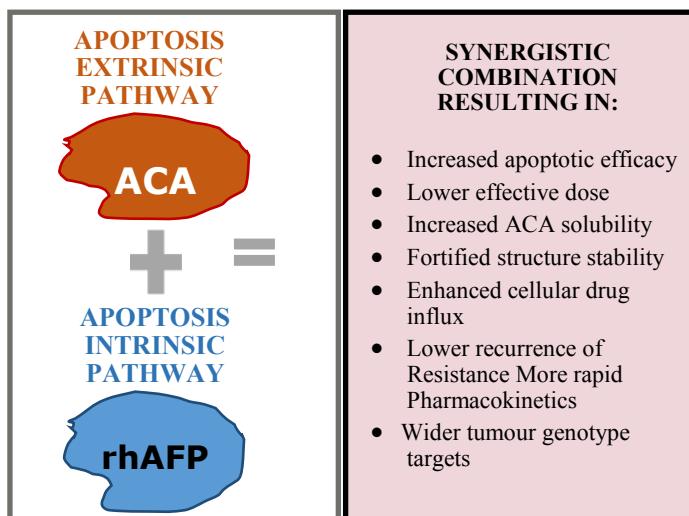 APOPTOSIS
EXTRINSIC
PATHWAY
ACA
+
=
APOPTOSIS
INTRINSIC
PATHWAY
rhAFP
SYNERGISTIC
COMBINATION
RESULTING IN:
• Increased apoptotic efficacy
• Lower effective dose
• Increased ACA solubility
• Fortified structure stability
• Enhanced cellular drug
influx
• Lower recurrence of
Resistance More rapid
Pharmacokinetics
• Wider tumour genotype
targets